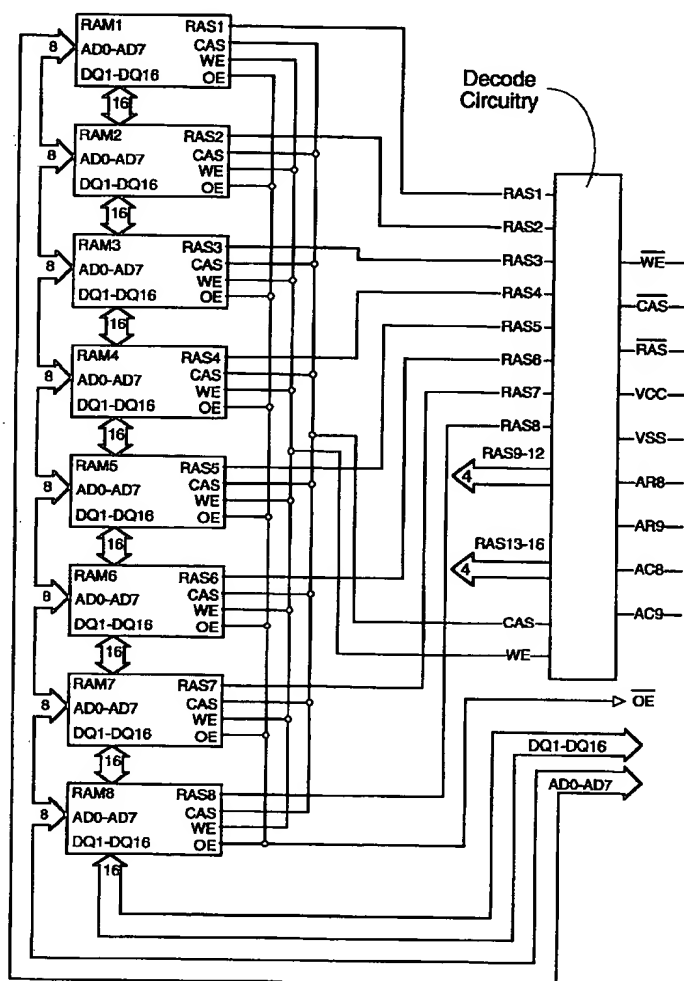 RAM1 RAS1
8 AD0-AD7 CAS
WE
DQ1-DQ16 OE
16
RAM2 RAS2
8 AD0-AD7 CAS
WE
DQ1-DQ16 OE
16
RAM3 RAS3
8 AD0-AD7 CAS
WE
DQ1-DQ16 OE
16
RAM4 RAS4
8 AD0-AD7 CAS
WE
DQ1-DQ16 OE
16
RAM5 RAS5
8 AD0-AD7 CAS
WE
DQ1-DQ16 OE
16
RAM6 RAS6
8 AD0-AD7 CAS
WE
DQ1-DQ16 OE
16
RAM7 RAS7
8 AD0-AD7 CAS
WE
DQ1-DQ16 OE
16
RAM8 RAS8
8 AD0-AD7 CAS
WE
DQ1-DQ16 OE
16
Decode
Circuitry
RAS1
RAS2
RAS3
RAS4
RAS5
RAS6
RAS7
RAS8
RAS9-12
4
RAS13-16
4
CAS
WE
W̅E̅
C̅A̅S̅
R̅A̅S̅
VCC
VSS
AR8
AR9
AC8
AC9
O̅E̅
DQ1-DQ16
AD0-AD7